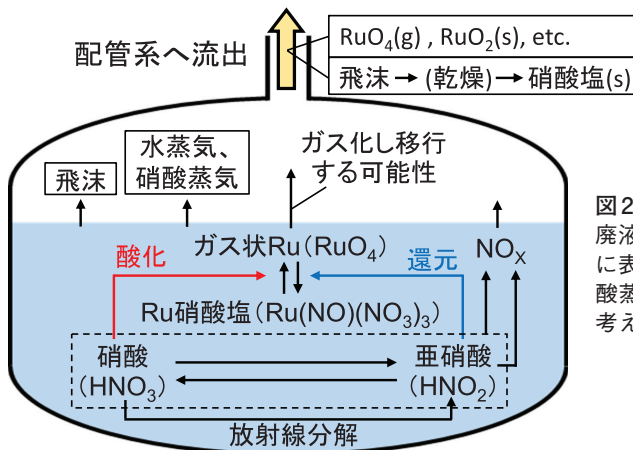 配管系へ流出
RuO₄(g) , RuO₂(s), etc.
飛沫→(乾燥)→硝酸塩(s)
飛沫
水蒸気、
硝酸蒸気
ガス化し移行
する可能性
ガス状Ru(RuO₄)
NOₓ
酸化
還元
Ru硝酸塩(Ru(NO)(NO₃)₃)
硝酸
(HNO₃)
亜硝酸
(HNO₂)
放射線分解
図2
廃液
に表
酸蒸
考え